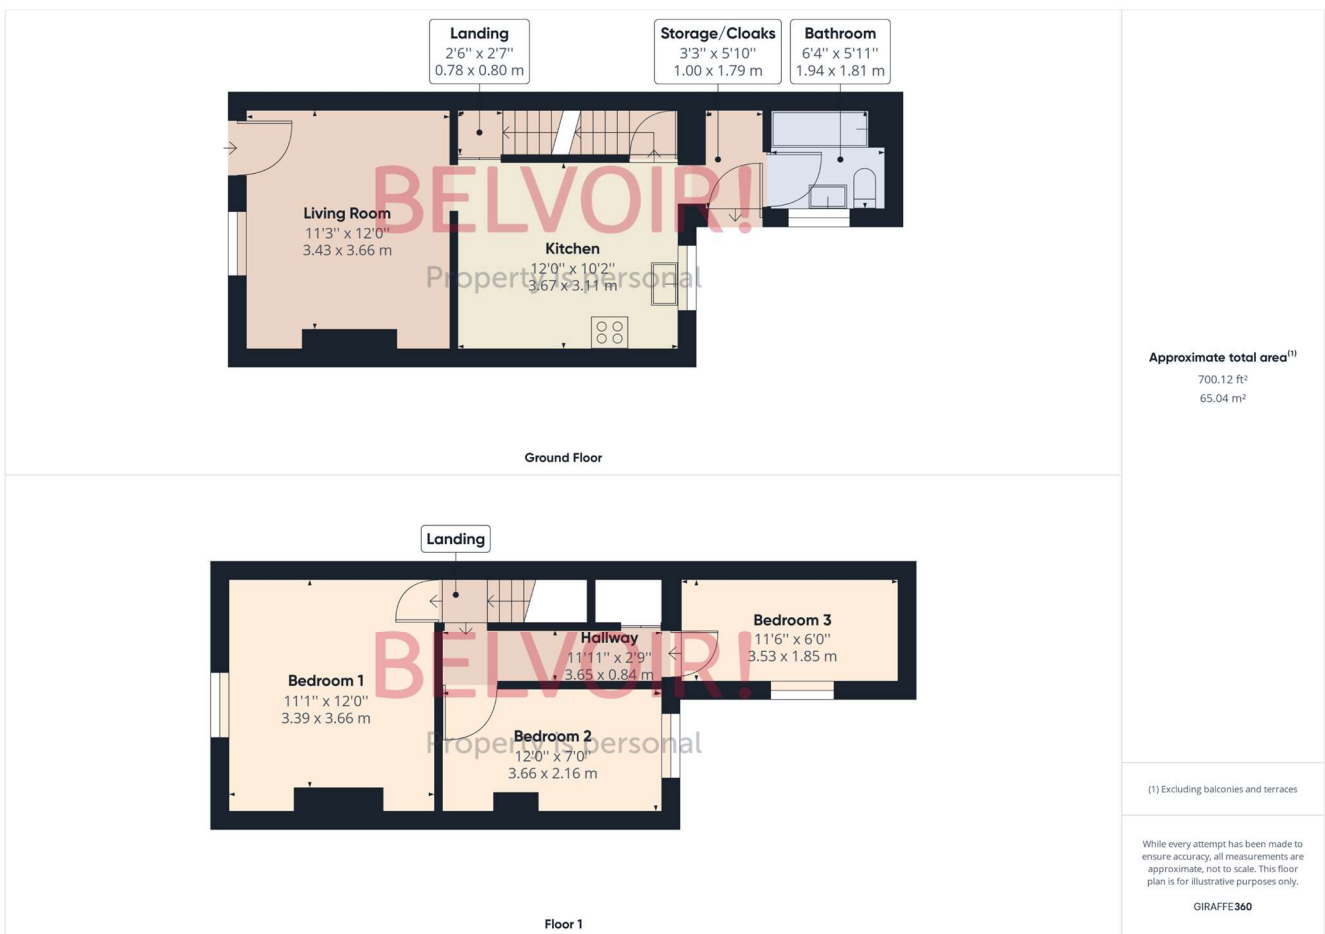 Landing
2'6'' x 2'7''
0.78 x 0.80 m
Storage/Cloaks
3'3'' x 5'10''
1.00 x 1.79 m
Bathroom
6'4'' x 5'11''
1.94 x 1.81 m
BELVOIR!
Property is personal
Living Room
11'3'' x 12'0''
3.43 x 3.66 m
Kitchen
12'0'' x 10'2''
3.67 x 3.11 m
Ground Floor
Landing
BELVOIR!
Property is personal
Hallway
11'11'' x 2'9''
3.65 x 0.84 m
Bedroom 3
11'6'' x 6'0''
3.53 x 1.85 m
Bedroom 1
11'1'' x 12'0''
3.39 x 3.66 m
Bedroom 2
12'0'' x 7'0''
3.66 x 2.16 m
Floor 1
Approximate total area(1)
700.12 ft²
65.04 m²
(1) Excluding balconies and terraces
While every attempt has been made to
ensure accuracy, all measurements are
approximate, not to scale. This floor
plan is for illustrative purposes only.
GIRAFFE360